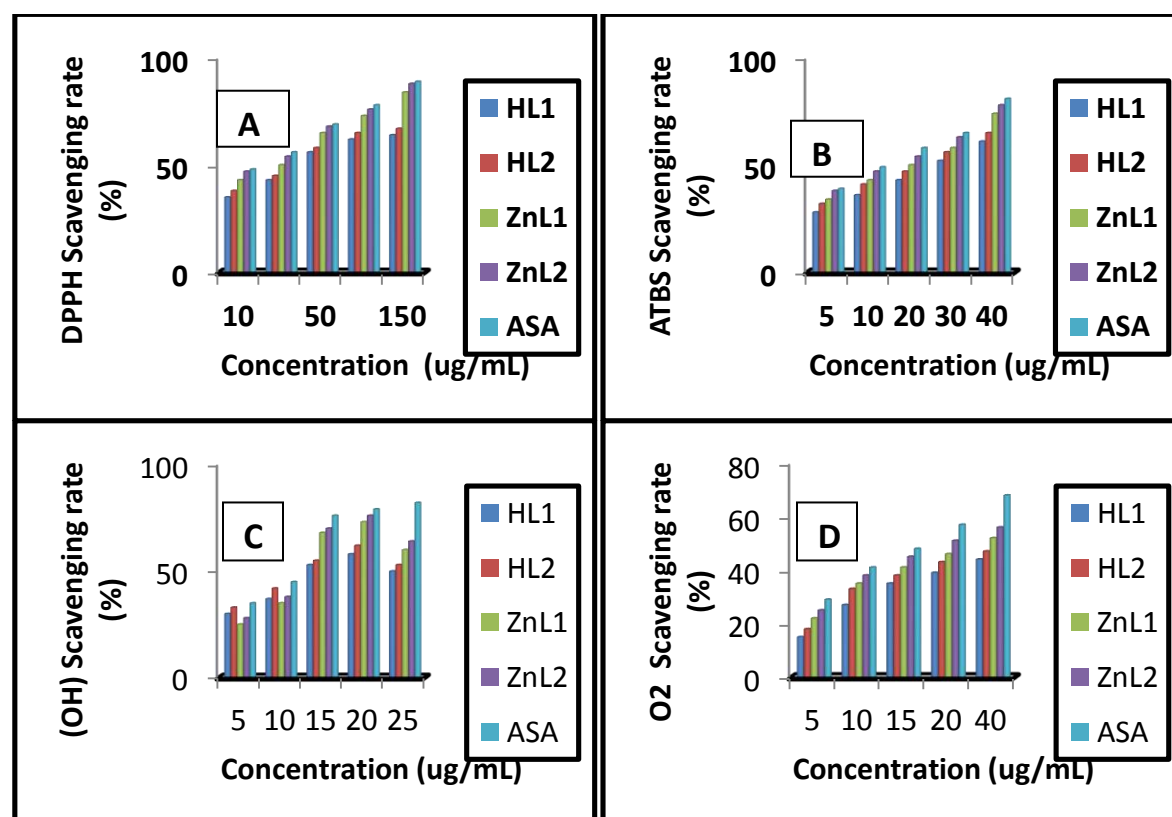 DPPH Scavenging rate
(%)
100
50
0
A
10
50
150
Concentration (ug/mL)
HL1
HL2
ZnL1
ZnL2
ASA
ATBS Scavenging rate
(%)
100
50
0
B
5
10
20
30
40
Concentration (ug/mL)
HL1
HL2
ZnL1
ZnL2
ASA
(OH) Scavenging rate
(%)
100
50
0
C
5
10
15
20
25
Concentration (ug/mL)
HL1
HL2
ZnL1
ZnL2
ASA
O2 Scavenging rate
(%)
80
60
40
20
0
D
5
10
15
20
40
Concentration (ug/mL)
HL1
HL2
ZnL1
ZnL2
ASA